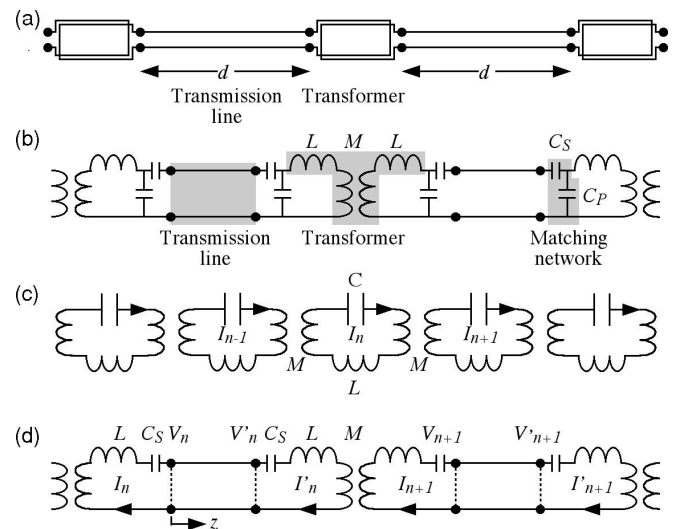 (a)
d d
Transmission line Transformer
(b) L M L C_S
C_P
Transmission line Transformer Matching network
(c) C
I_{n-1} I_n I_{n+1}
M M
L
(d) L C_S V_n V'_n C_S L M V_{n+1} V'_{n+1}
I_n I'_n I_{n+1} I'_{n+1}
z